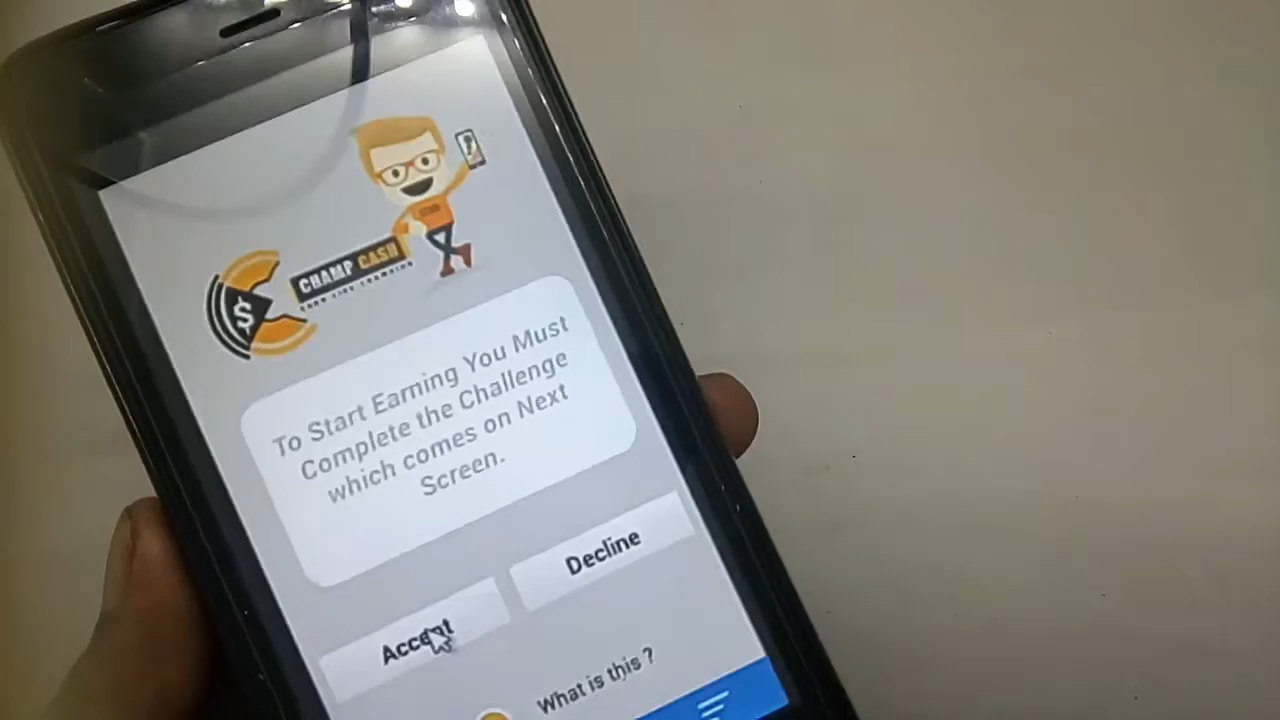 CHAMP CASH
To Start Earning You Must
Complete the Challenge
which comes on Next
Screen.
Decline
Accept
What is this ?